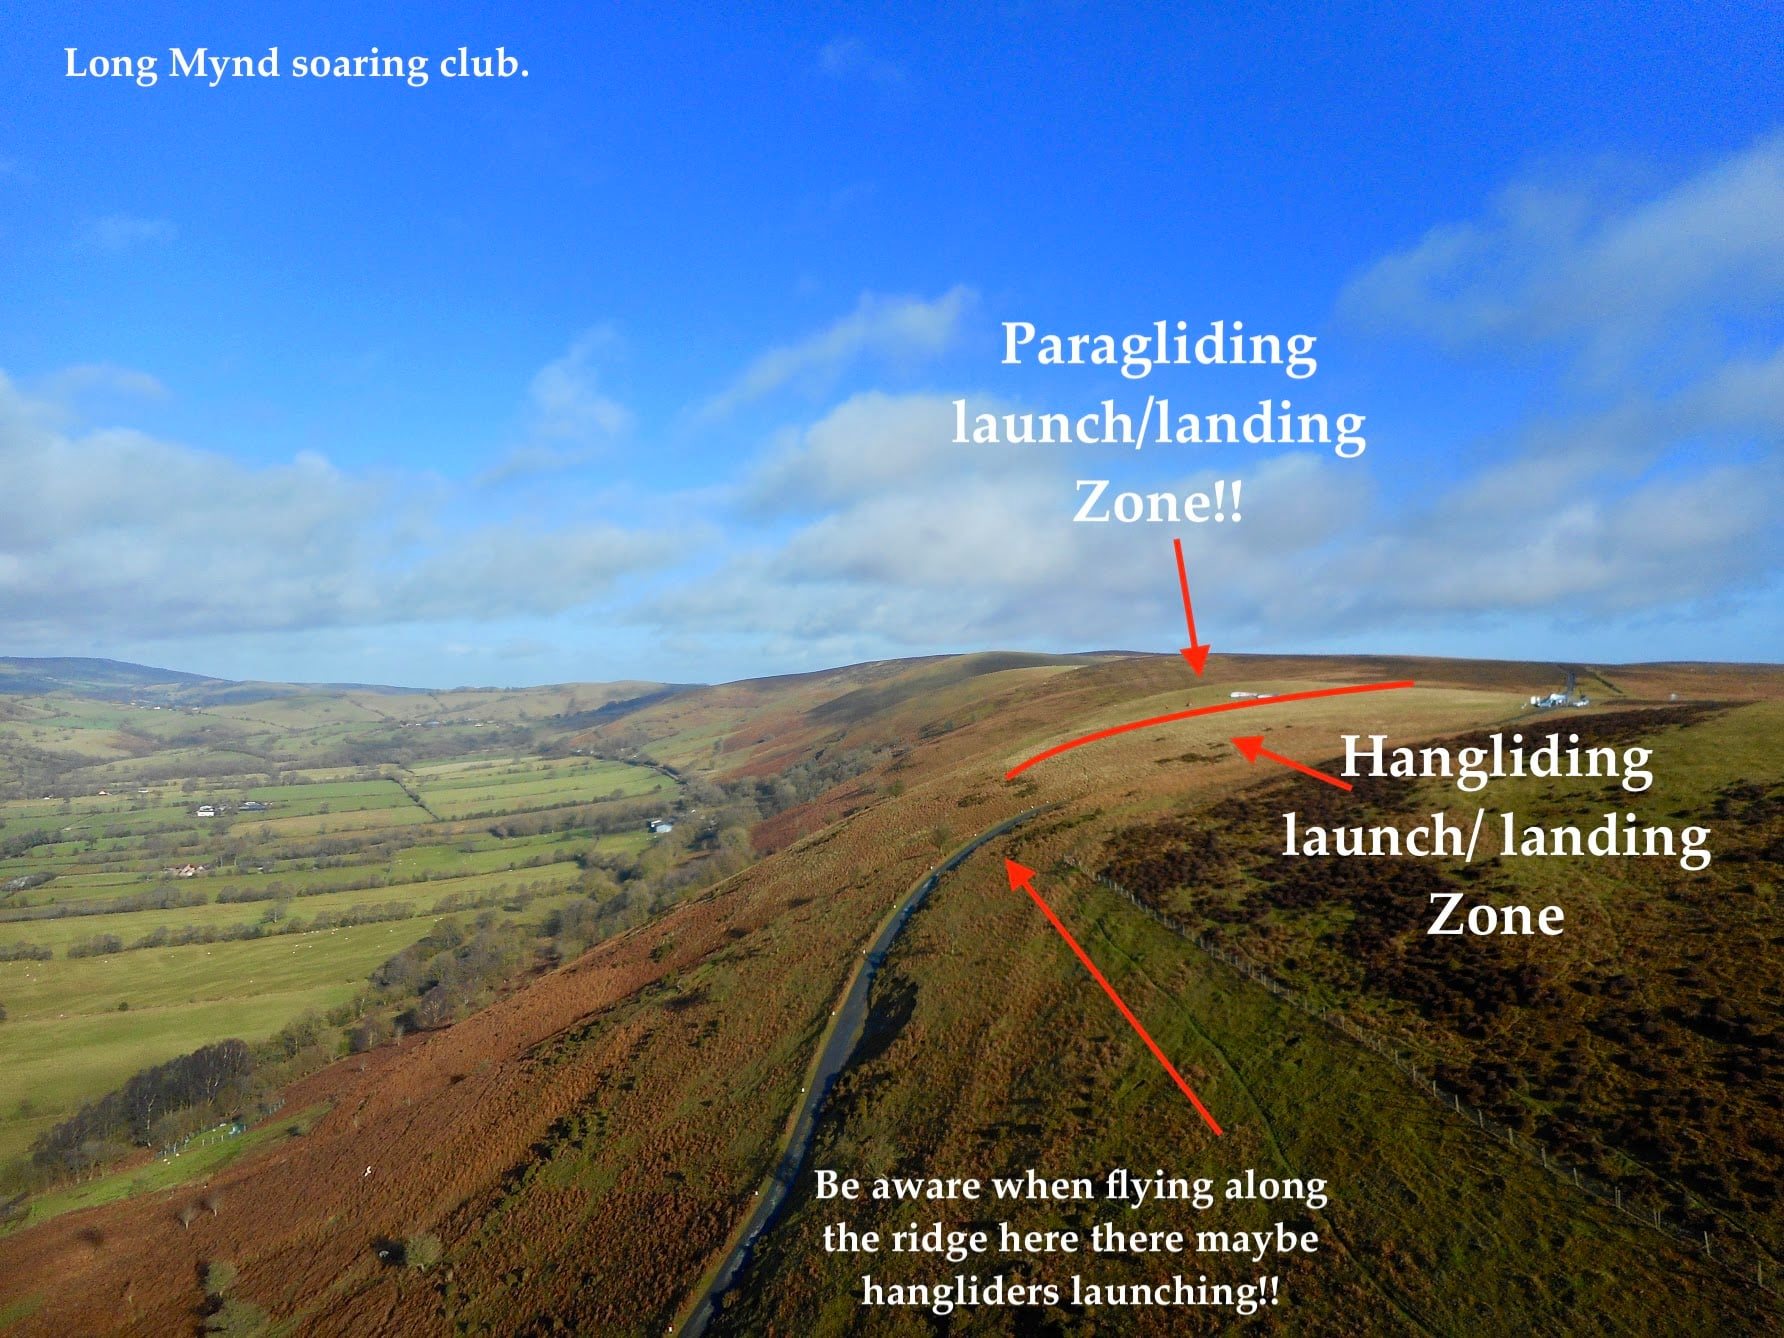 Long Mynd soaring club.
Paragliding
launch/landing
Zone!!
Hangliding
launch/ landing
Zone
Be aware when flying along
the ridge here there maybe
hangliders launching!!